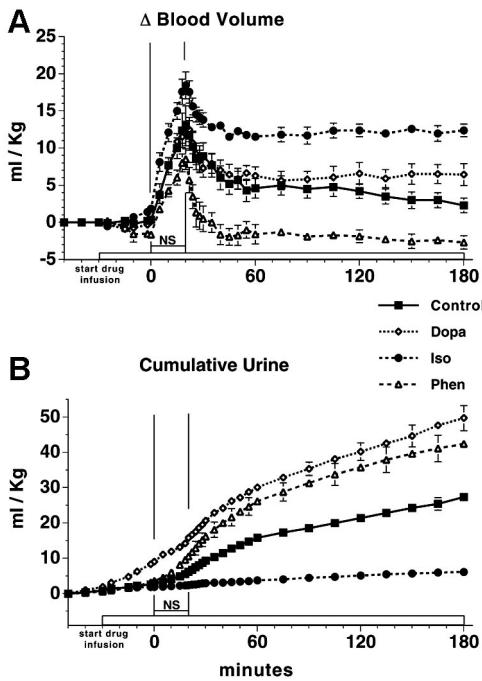 A
Δ Blood Volume
25
20
15
10
5
0
-5
ml / Kg
NS
start drug
infusion
0
60
120
180
Control
Dopa
Iso
Phen
B
Cumulative Urine
50
40
30
20
10
0
ml / Kg
NS
start drug
infusion
0
60
120
180
minutes